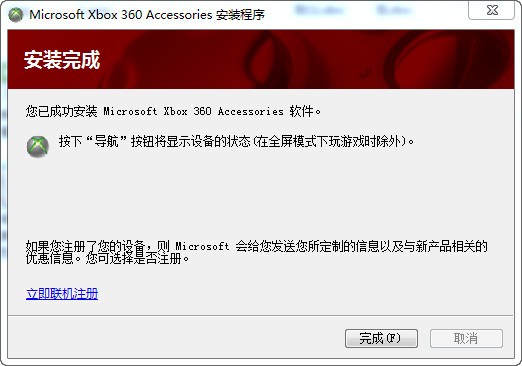 Microsoft Xbox 360 Accessories 安装程序
安装完成
您已成功安装 Microsoft Xbox 360 Accessories 软件。
按下“导航”按钮将显示设备的状态(在全屏模式下玩游戏时除外)。
如果您注册了您的设备，则 Microsoft 会给您发送您所定制的信息以及与新产品相关的
优惠信息。您可选择是否注册。
立即联机注册
完成(F)
取消